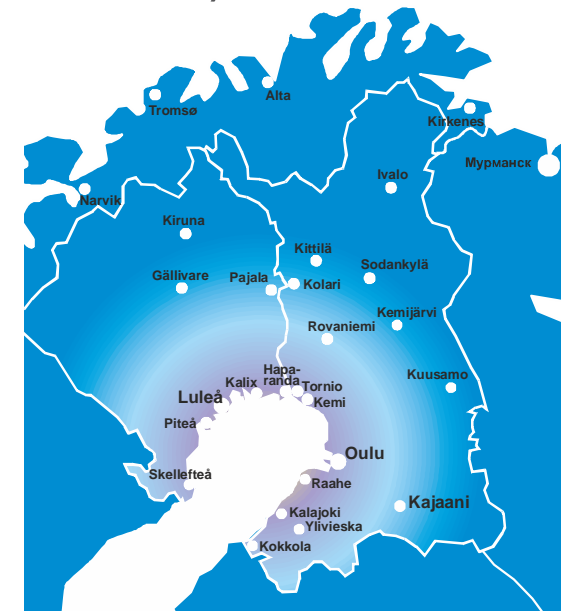 Alta
Tromsø
Kirkenes
Мурманск
Ivalo
Narvik
Kiruna
Kittilä
Sodankylä
Gällivare
Pajala
Kolari
Kemijärvi
Rovaniemi
Kuusamo
Hapa-
randa
Kalix
Tornio
Luleå
Kemi
Piteå
Oulu
Skellefteå
Raahe
Kajaani
Kalajoki
Ylivieska
Kokkola